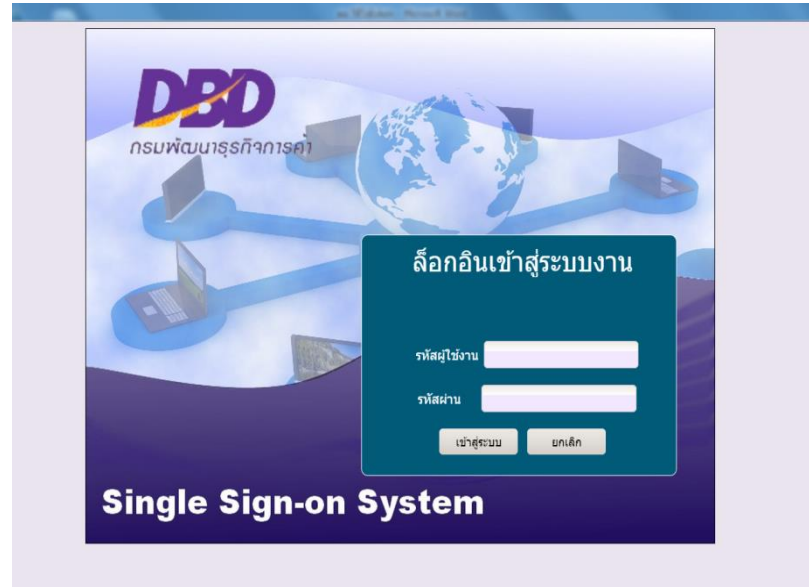 DBD
กรมพัฒนาธุรกิจการค้า
ล็อกอินเข้าสู่ระบบงาน
รหัสผู้ใช้งาน
รหัสผ่าน
เข้าสู่ระบบ ยกเลิก
Single Sign-on System